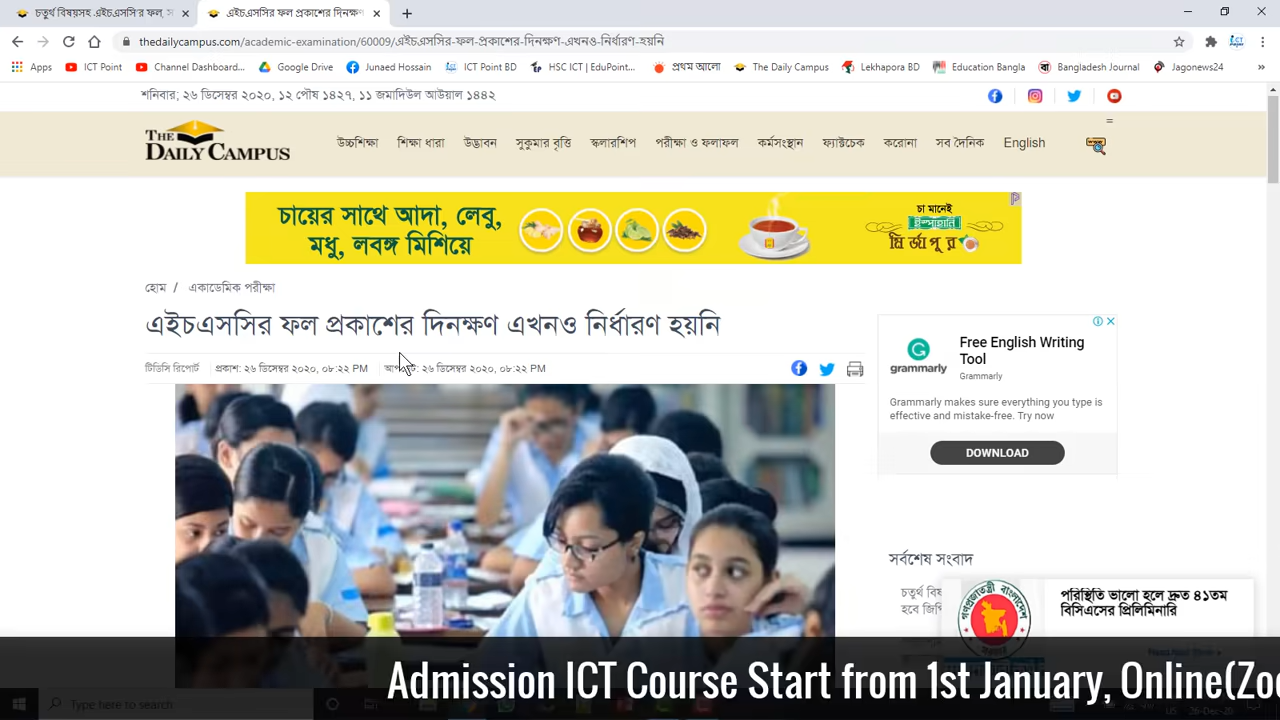 চতুর্থ বিষয়সহ এইচএসসি'র ফল, স
এইচএসসির ফল প্রকাশের দিনক্ষণ
thedailycampus.com/academic-examination/60009/এইচএসসির-ফল-প্রকাশের-দিনক্ষণ-এখনও-নির্ধারণ-হয়নি
Apps ICT Point Channel Dashboard... Google Drive Junaed Hossain ICT Point BD HSC ICT | EduPoint... প্রথম আলো The Daily Campus Lekhapora BD Education Bangla Bangladesh Journal Jagonews24 »
শনিবার; ২৬ ডিসেম্বর ২০২০, ১২ পৌষ ১৪২৭, ১১ জমাদিউল আউয়াল ১৪৪২
THE DAILY CAMPUS
উচ্চশিক্ষা শিক্ষা ধারা উদ্ভাবন সুকুমার বৃত্তি স্কলারশিপ পরীক্ষা ও ফলাফল কর্মসংস্থান ফ্যাক্টচেক করোনা সব দৈনিক English
চায়ের সাথে আদা, লেবু,
মধু, লবঙ্গ মিশিয়ে
চা মানেই
ইস্পাহানি
মির্জাপুর
হোম / একাডেমিক পরীক্ষা
এইচএসসির ফল প্রকাশের দিনক্ষণ এখনও নির্ধারণ হয়নি
টিডিসি রিপোর্ট প্রকাশ: ২৬ ডিসেম্বর ২০২০, ০৮:২২ PM ২৬ ডিসেম্বর ২০২০, ০৮:২২ PM
grammarly
Free English Writing
Tool
Grammarly
Grammarly makes sure everything you type is
effective and mistake-free. Try now
DOWNLOAD
সর্বশেষ সংবাদ
চতুর্থ
পরিস্থিতি ভালো হলে দ্রুত ৪১তম
বিসিএসের প্রিলিমিনারি
Admission ICT Course Start from 1st January, Online(Zo
Type here to search
26-Dec-20